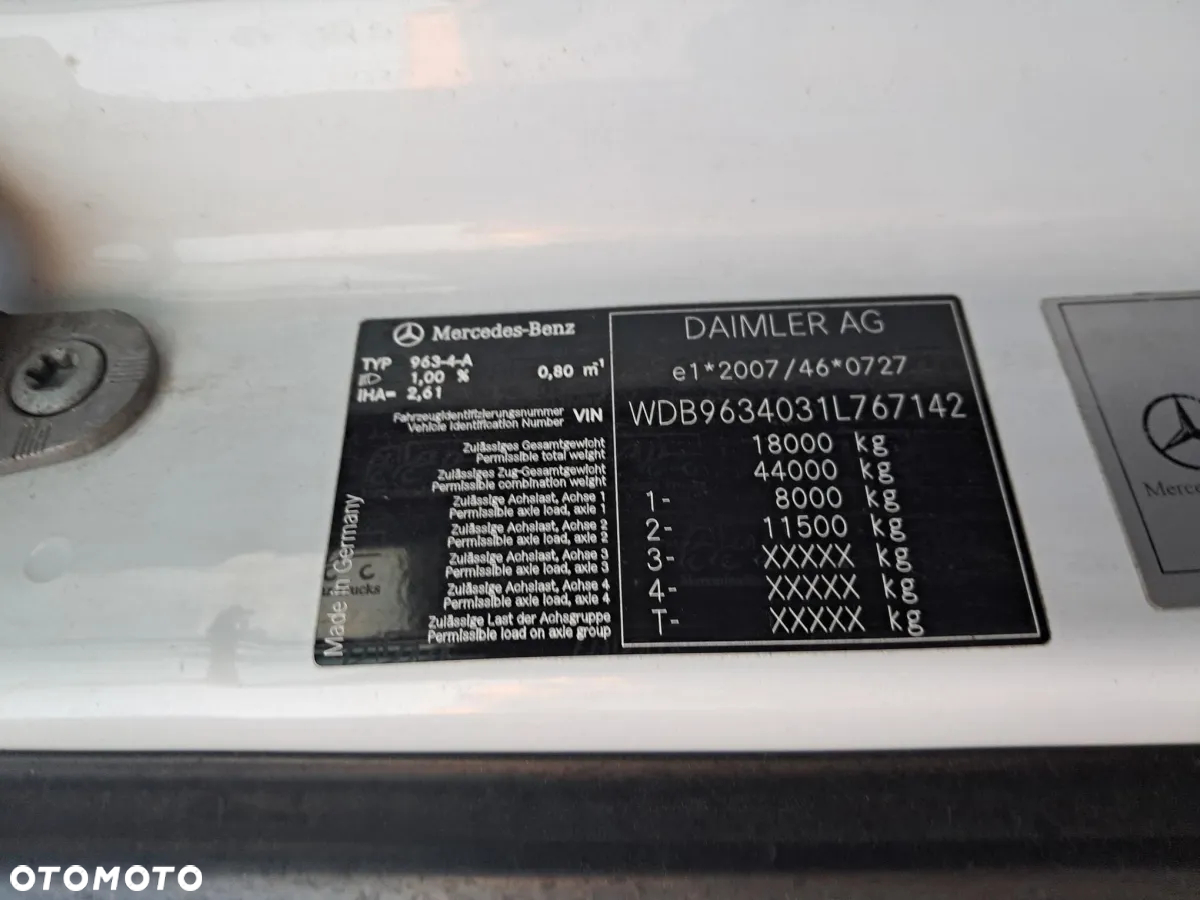 Mercedes-Benz
TYP 963-4-A
1,00 % 0,80 m⁻¹
IHA= 2,61
DAIMLER AG
e1*2007/46*0727
Fahrzeugidentifizierungsnummer
Vehicle Identification Number
VIN WDB9634031L767142
Zulässiges Gesamtgewicht
Permissible total weight
18000 kg
Zulässiges Zug-Gesamtgewicht
Permissible combination weight
44000 kg
Zulässige Achslast, Achse 1
Permissible axle load, axle 1
1- 8000 kg
Zulässige Achslast, Achse 2
Permissible axle load, axle 2
2- 11500 kg
Zulässige Achslast, Achse 3
Permissible axle load, axle 3
3- XXXXX kg
Zulässige Achslast, Achse 4
Permissible axle load, axle 4
4- XXXXX kg
Zulässige Last der Achsgruppe
Permissible load on axle group
T- XXXXX kg
Made in Germany
Merce
OTOMOTO